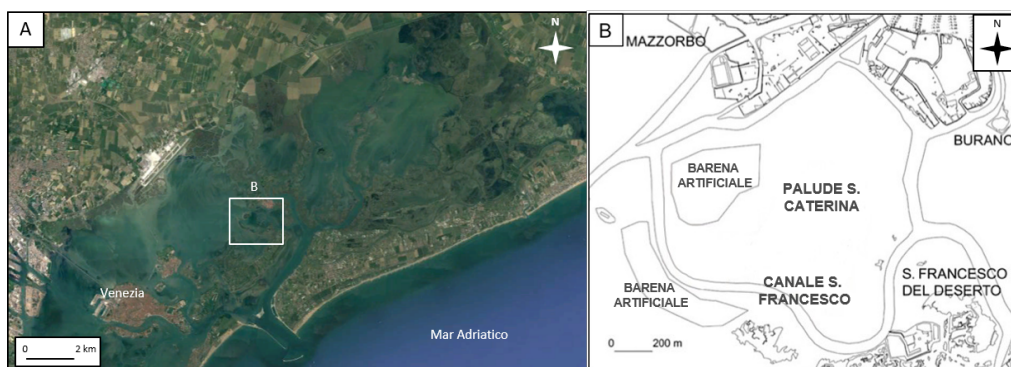 A
N
B
Venezia
Mar Adriatico
0 2 km
B
N
MAZZORBO
BURANO
BARENA
ARTIFICIALE
PALUDE S.
CATERINA
BARENA
ARTIFICIALE
CANALE S.
FRANCESCO
S. FRANCESCO
DEL DESERTO
0 200 m